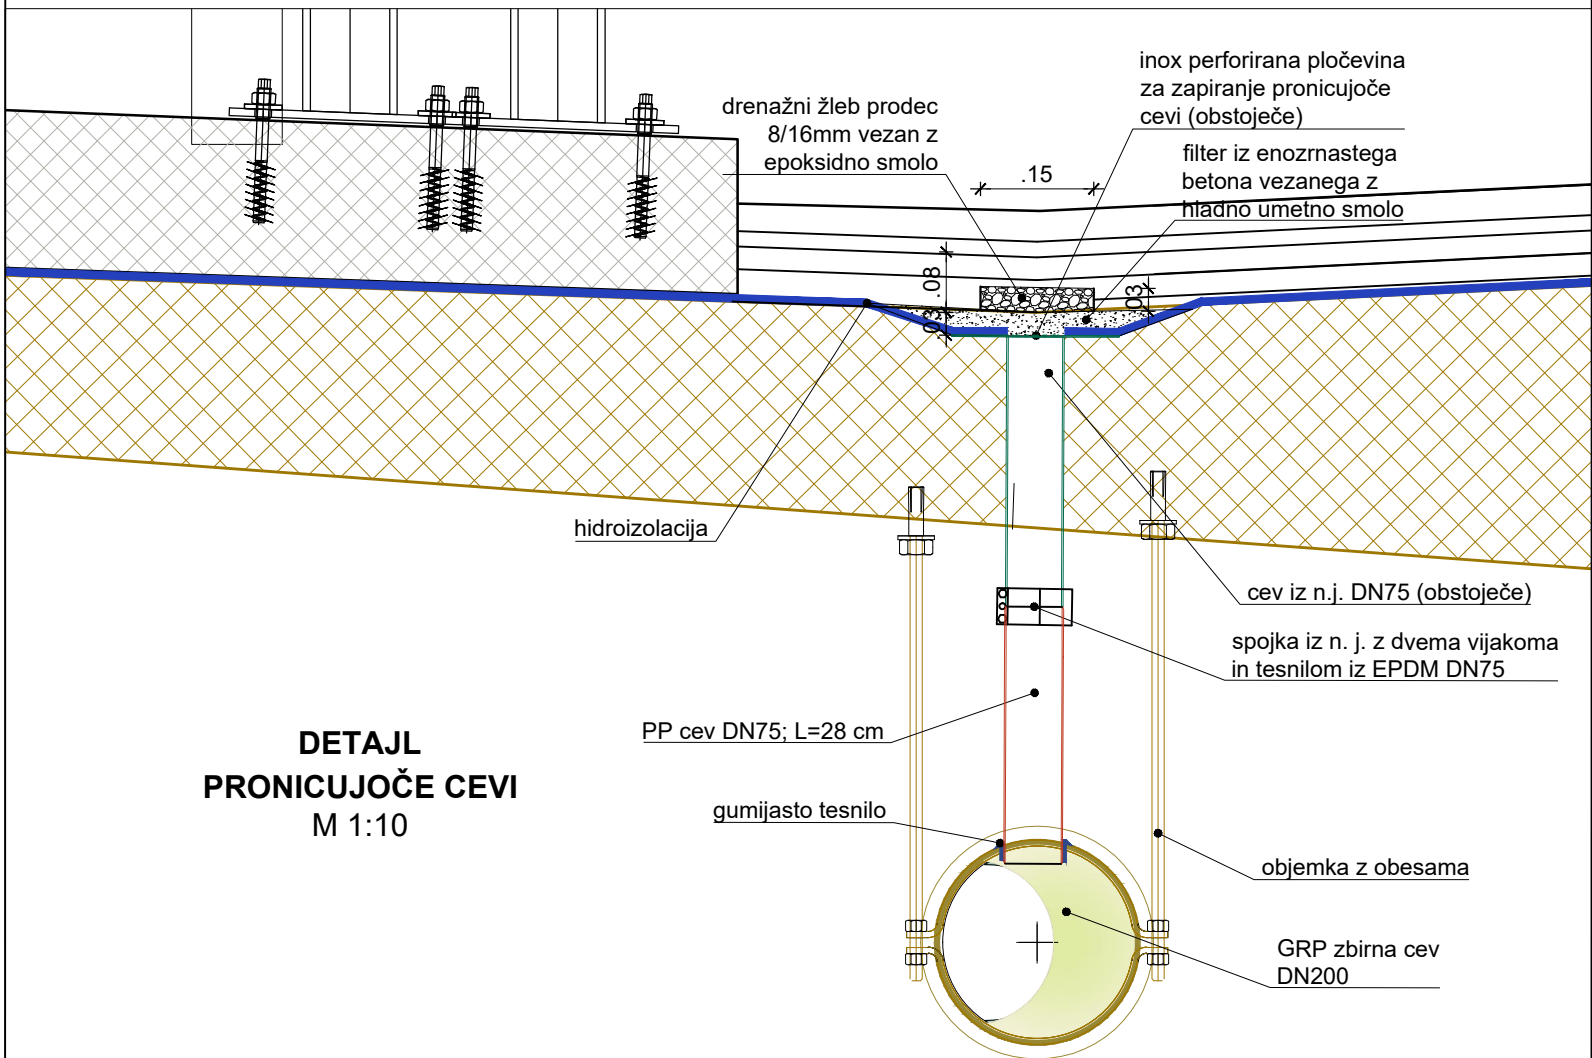 inox perforirana pločevina
za zapiranje pronicujoče
cevi (obstoječe)
drenažni žleb prodec
8/16mm vezan z
epoksidno smolo
filter iz enozrnastega
betona vezanega z
hladno umetno smolo
.15
.08
.03
.03
hidroizolacija
cev iz n.j. DN75 (obstoječe)
spojka iz n. j. z dvema vijakoma
in tesnilom iz EPDM DN75
PP cev DN75; L=28 cm
DETAJL
PRONICUJOČE CEVI
M 1:10
gumijasto tesnilo
objemka z obesama
GRP zbirna cev
DN200